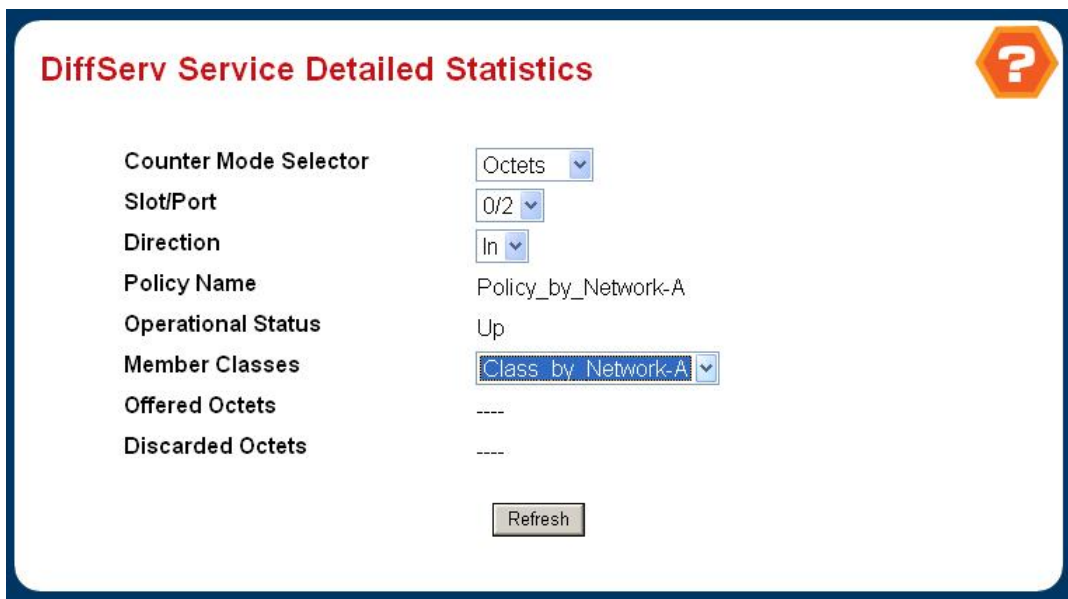 DiffServ Service Detailed Statistics
?
Counter Mode Selector Octets
Slot/Port 0/2
Direction In
Policy Name Policy_by_Network-A
Operational Status Up
Member Classes Class_by_Network-A
Offered Octets ----
Discarded Octets ----
Refresh